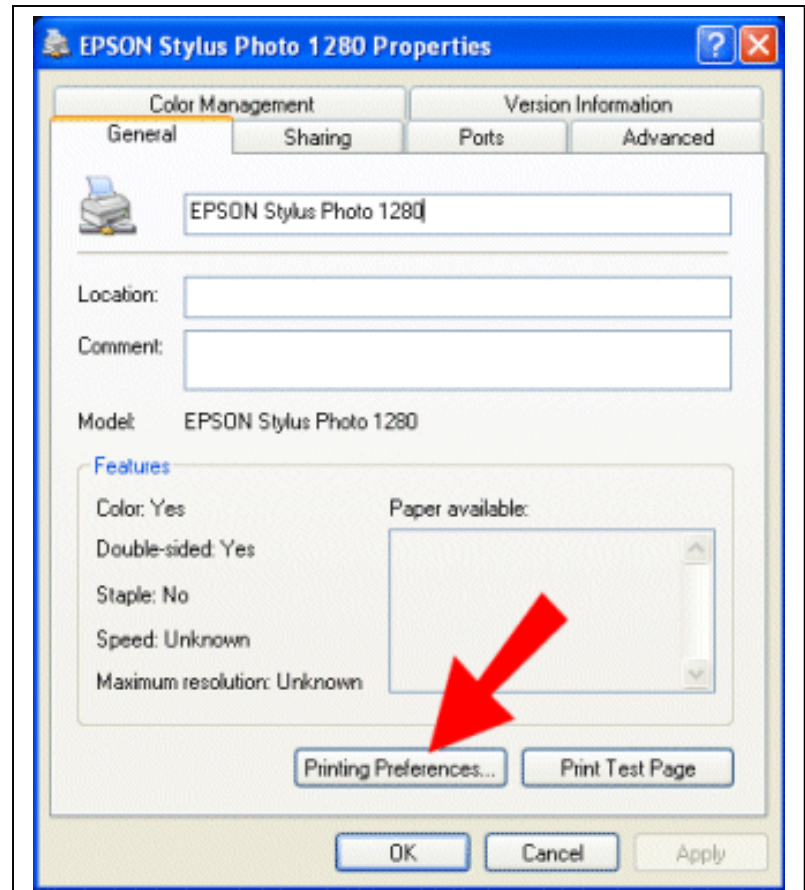 EPSON Stylus Photo 1280 Properties
Color Management Version Information
General Sharing Ports Advanced
EPSON Stylus Photo 1280
Location:
Comment:
Model: EPSON Stylus Photo 1280
Features
Color: Yes Paper available:
Double-sided: Yes
Staple: No
Speed: Unknown
Maximum resolution: Unknown
Printing Preferences... Print Test Page
OK Cancel Apply